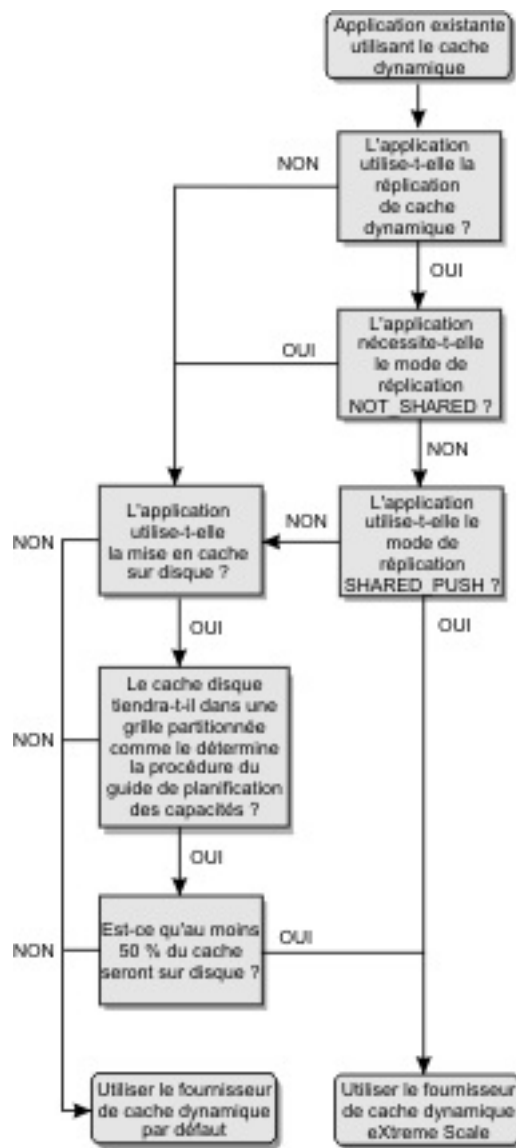 Application existante
utilisant le cache
dynamique
L'application
utilise-t-elle la
réplication
de cache
dynamique ?
NON
OUI
L'application
nécessite-t-elle
le mode de
réplication
NOT_SHARED ?
OUI
NON
L'application
utilise-t-elle le
mode de
réplication
SHARED_PUSH ?
NON
OUI
L'application
utilise-t-elle
la mise en cache
sur disque ?
NON
OUI
Le cache disque
tiendra-t-il dans une
grille partitionnée
comme le détermine
la procédure du
guide de planification
des capacités ?
NON
OUI
Est-ce qu'au moins
50 % du cache
seront sur disque ?
NON
OUI
Utiliser le fournisseur
de cache dynamique
par défaut
Utiliser le fournisseur
de cache dynamique
eXtreme Scale